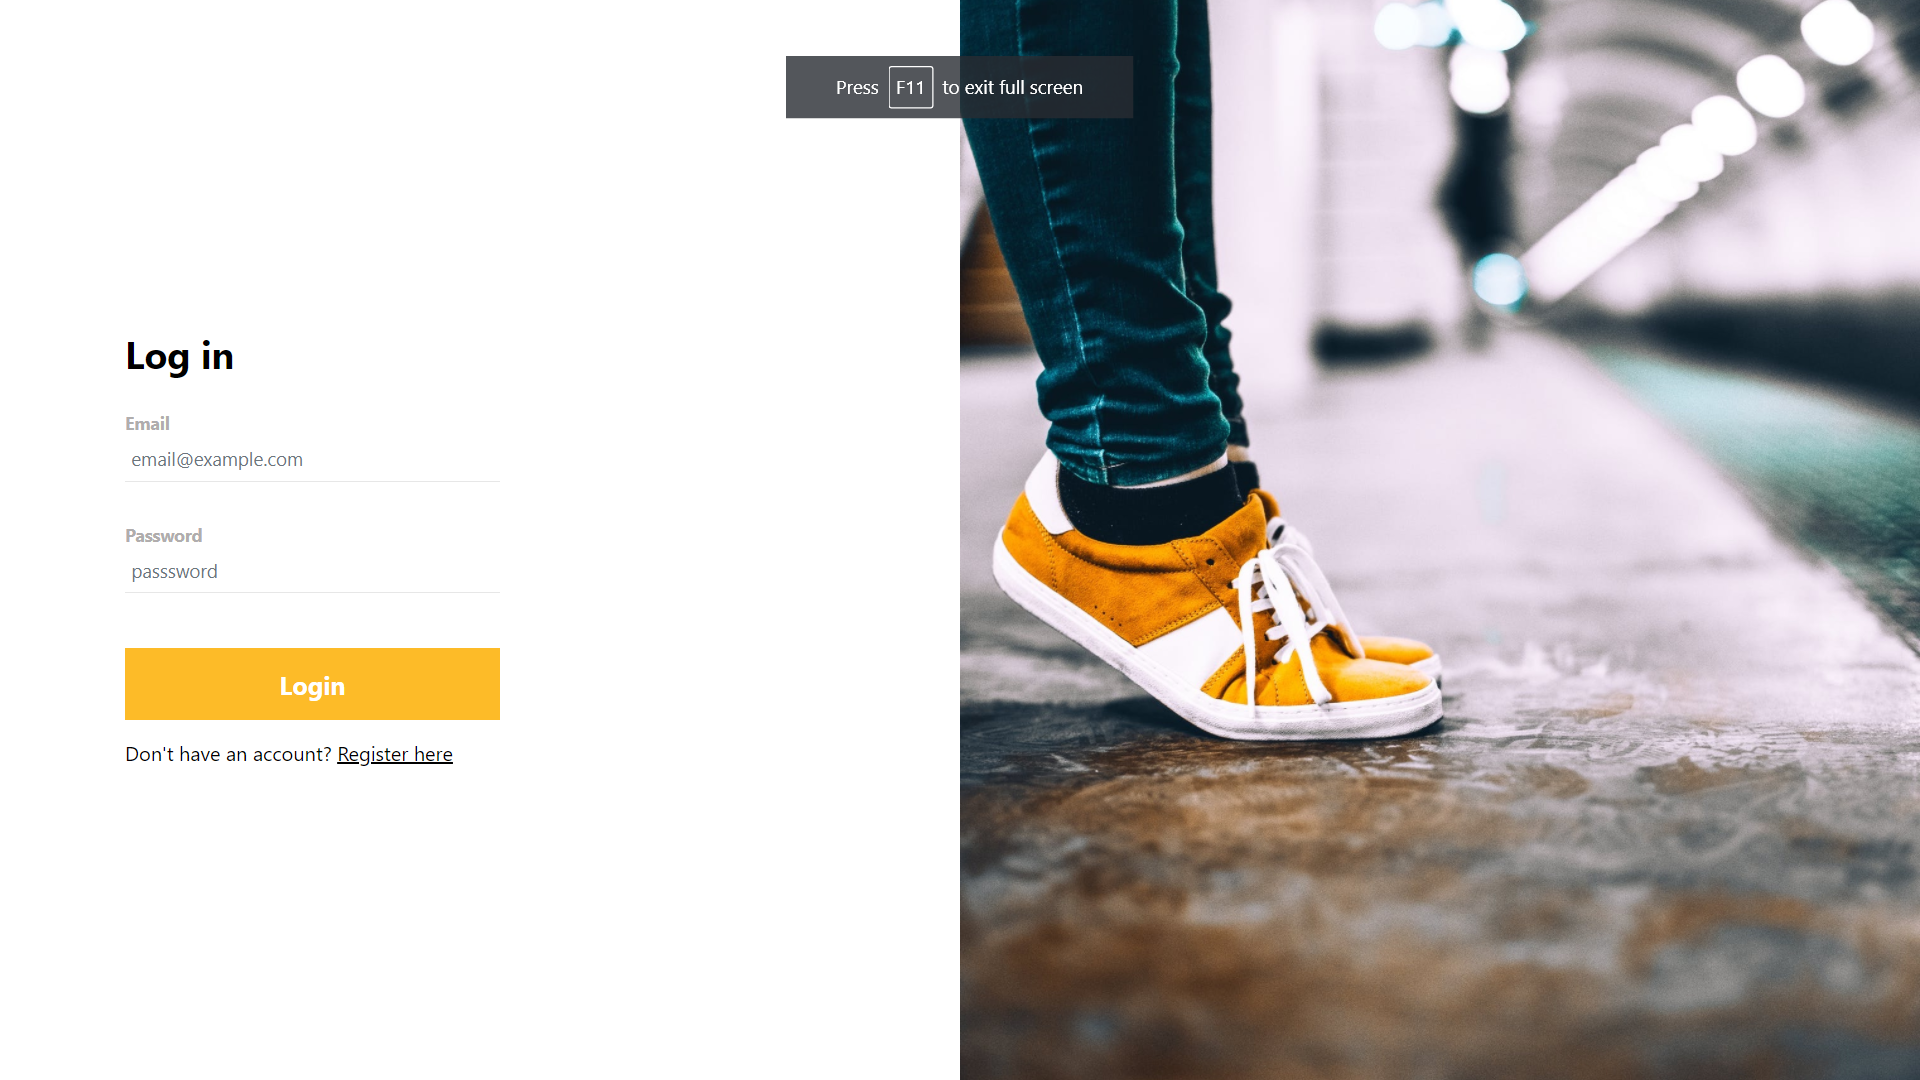 Press F11 to exit full screen
Log in
Email
email@example.com
Password
passsword
Login
Don't have an account? Register here